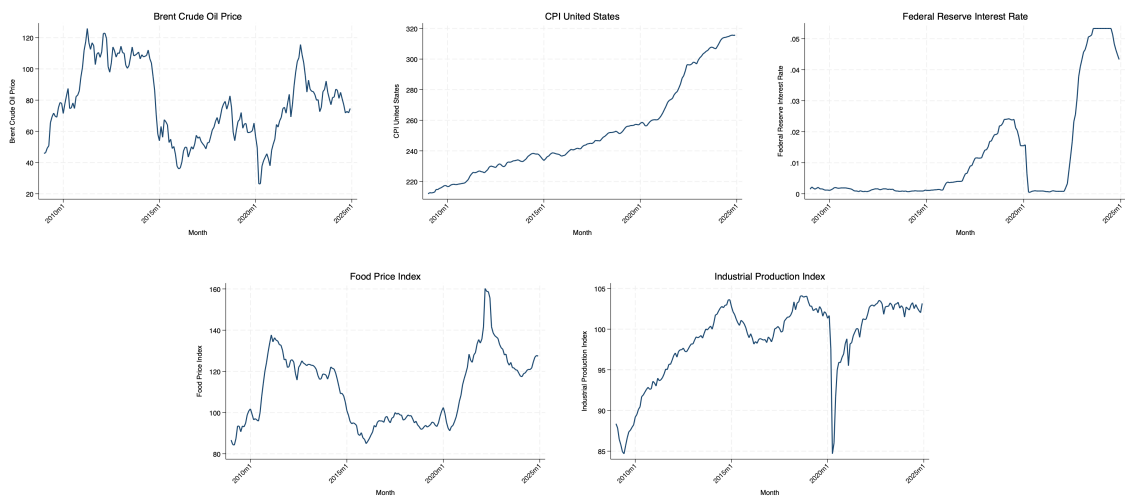 Brent Crude Oil Price
Brent Crude Oil Price
120
100
80
60
40
20
2010m1
2015m1
2020m1
2025m1
Month
CPI United States
CPI United States
320
300
280
260
240
220
2010m1
2015m1
2020m1
2025m1
Month
Federal Reserve Interest Rate
Federal Reserve Interest Rate
.05
.04
.03
.02
.01
0
2010m1
2015m1
2020m1
2025m1
Month
Food Price Index
Food Price Index
160
140
120
100
80
2010m1
2015m1
2020m1
2025m1
Month
Industrial Production Index
Industrial Production Index
105
100
95
90
85
2010m1
2015m1
2020m1
2025m1
Month